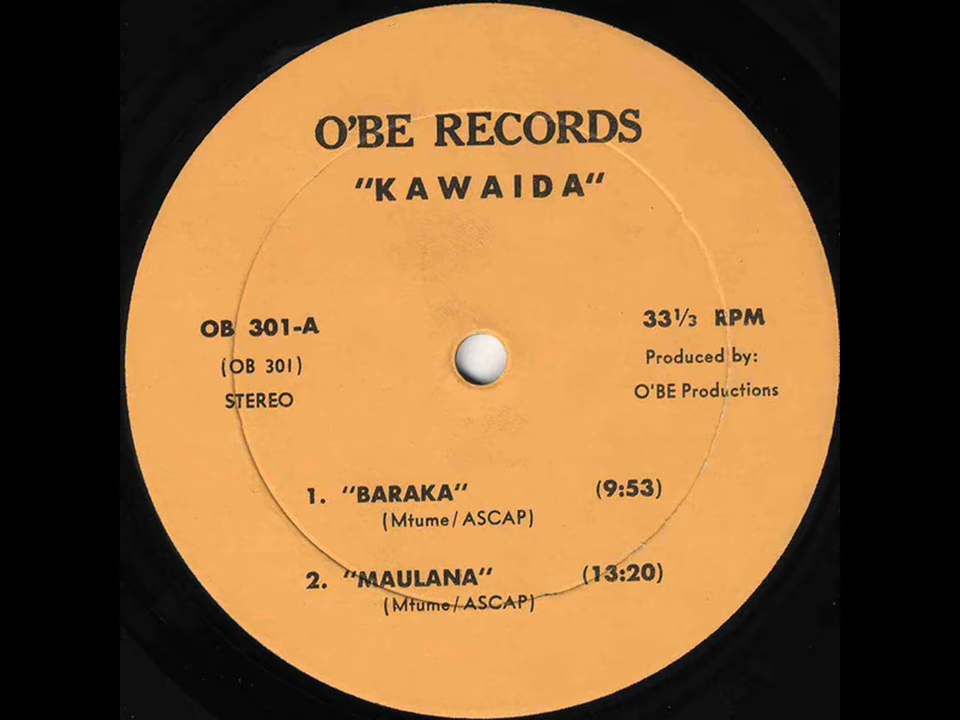 O'BE RECORDS
"KAWAIDA"
OB 301-A
(OB 301)
STEREO
33⅓ RPM
Produced by:
O'BE Productions
1. "BARAKA" (9:53)
(Mtume/ASCAP)
2. "MAULANA" (13:20)
(Mtume/ASCAP)